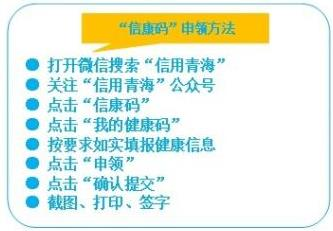 “信康码”申领方法
● 打开微信搜索“信用青海”
● 关注“信用青海”公众号
● 点击“信康码”
● 点击“我的健康码”
● 按要求如实填报健康信息
● 点击“申领”
● 点击“确认提交”
● 截图、打印、签字